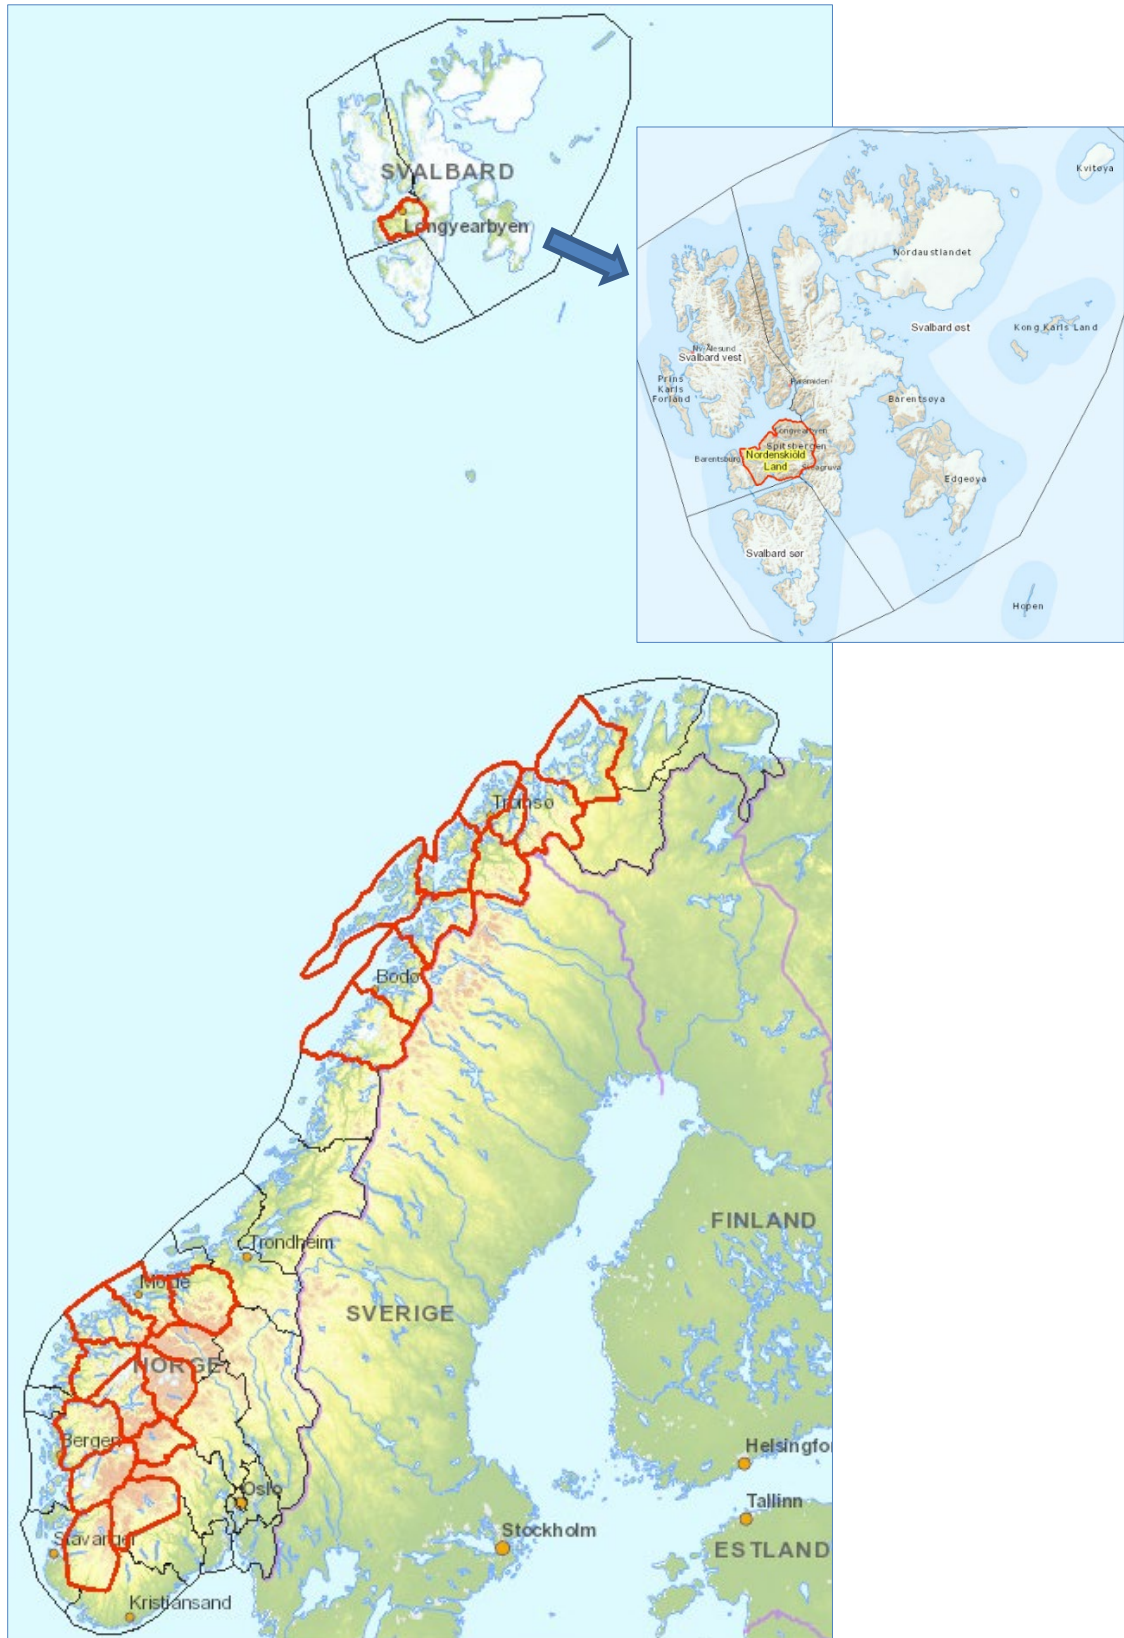 SVALBARD
Longyearbyen
Kvitøya
Nordaustlandet
Svalbard øst
Kong Karls Land
Ny-Ålesund
Svalbard vest
Prins
Karls
Forland
Pyramiden
Barentsøya
Longyearbyen
Spitsbergen
Barentsburg
Nordenskiöld
Land
Sveagruva
Edgeøya
Svalbard sør
Hopen
Tromsø
Bodø
Trondheim
FINLAND
Molde
SVERIGE
NORGE
Bergen
Helsingfo
Oslo
Tallinn
Stockholm
Stavanger
ESTLAND
Kristiansand